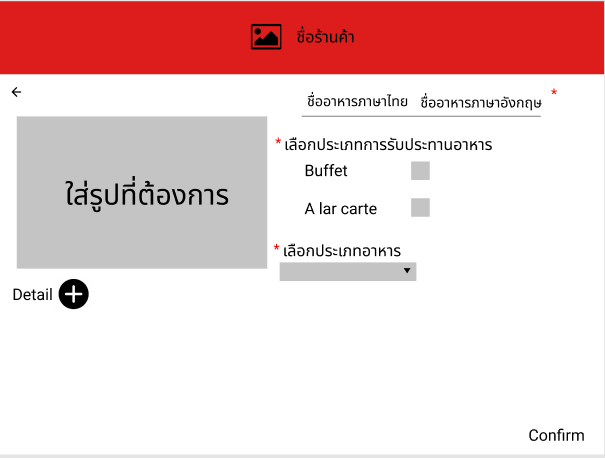 ชื่อร้านค้า
ชื่ออาหารภาษาไทย ชื่ออาหารภาษาอังกฤษ *
* เลือกประเภทการรับประทานอาหาร
Buffet
ใส่รูปที่ต้องการ
A lar carte
* เลือกประเภทอาหาร
Detail
Confirm